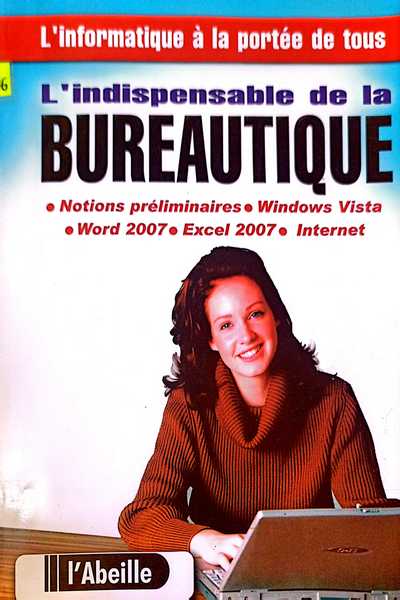 L'informatique à la portée de tous
6
L'indispensable de la
BUREAUTIQUE
• Notions préliminaires • Windows Vista
• Word 2007 • Excel 2007 • Internet
l'Abeille